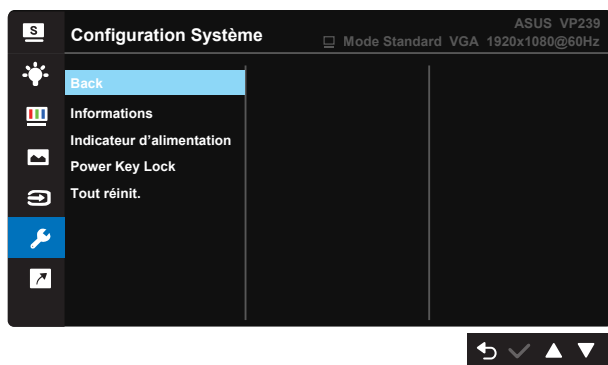 S
Configuration Système
ASUS VP239
Mode Standard VGA 1920x1080@60Hz
Back
Informations
Indicateur d’alimentation
Power Key Lock
Tout réinit.